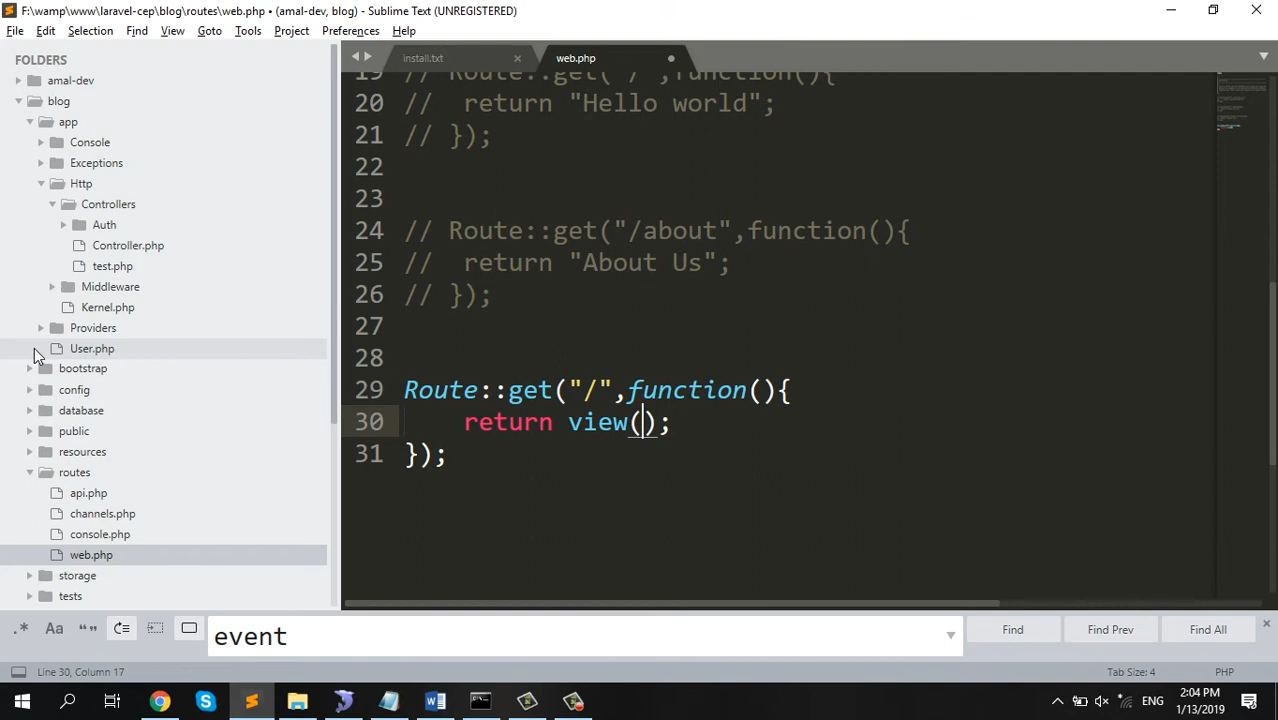 F:\wamp\www\laravel-cep\blog\routes\web.php • (amal-dev, blog) - Sublime Text (UNREGISTERED)
File Edit Selection Find View Goto Tools Project Preferences Help
FOLDERS
amal-dev
blog
app
Console
Exceptions
Http
Controllers
Auth
Controller.php
test.php
Middleware
Kernel.php
Providers
User.php
bootstrap
config
database
public
resources
routes
api.php
channels.php
console.php
web.php
storage
tests
install.txt
web.php
19 // Route::get("/",function(){
20 // return "Hello world";
21 // });
22
23
24 // Route::get("/about",function(){
25 // return "About Us";
26 // });
27
28
29 Route::get("/",function(){
30 return view();
31 });
.* Aa “” event Find Find Prev Find All
Line 30, Column 17 Tab Size: 4 PHP
ENG 2:04 PM
1/13/2019